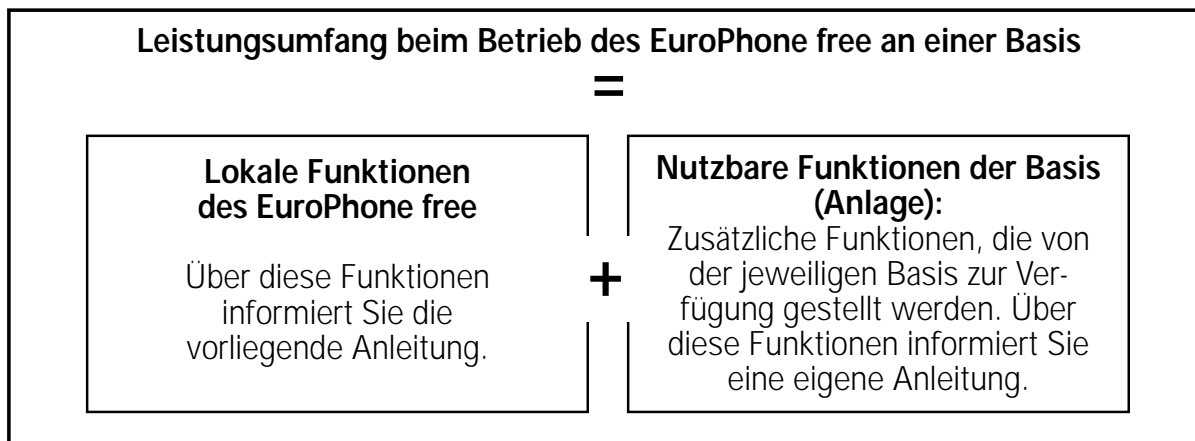 Leistungsumfang beim Betrieb des EuroPhone free an einer Basis
=
Lokale Funktionen
des EuroPhone free
Über diese Funktionen
informiert Sie die
vorliegende Anleitung.
+
Nutzbare Funktionen der Basis
(Anlage):
Zusätzliche Funktionen, die von
der jeweiligen Basis zur Ver-
fügung gestellt werden. Über
diese Funktionen informiert Sie
eine eigene Anleitung.